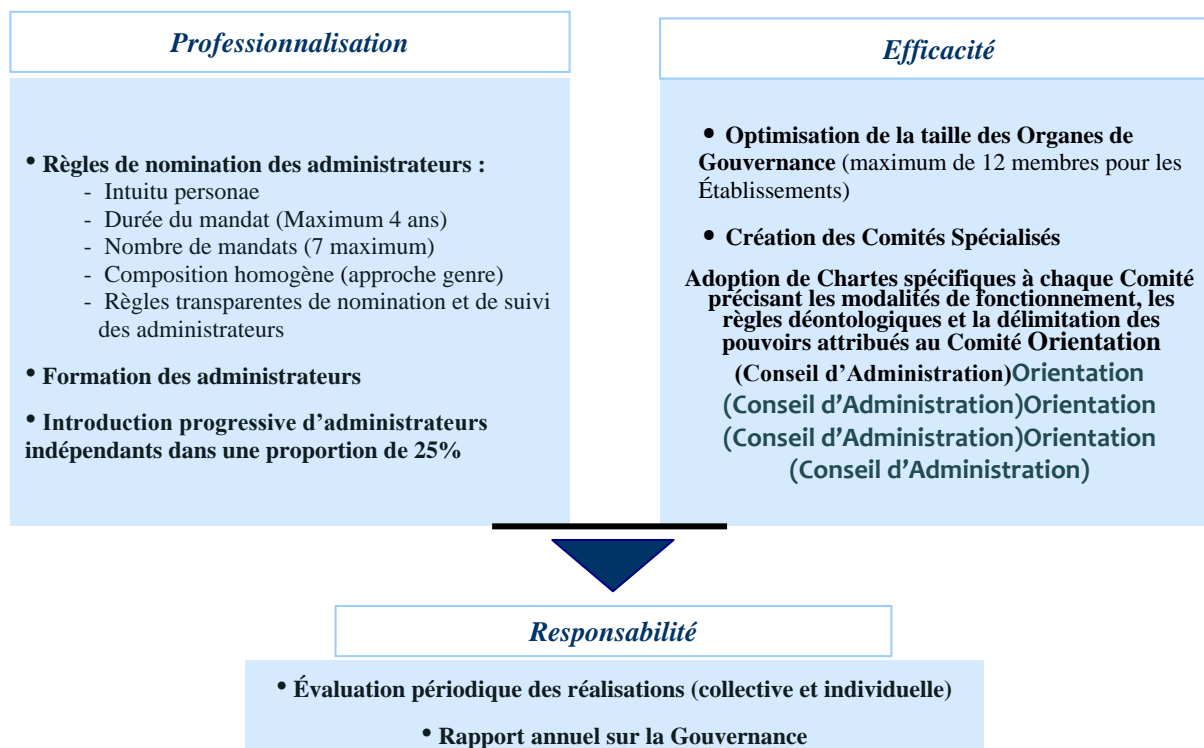 Professionnalisation
• Règles de nomination des administrateurs :
- Intuitu personae
- Durée du mandat (Maximum 4 ans)
- Nombre de mandats (7 maximum)
- Composition homogène (approche genre)
- Règles transparentes de nomination et de suivi
des administrateurs
• Formation des administrateurs
• Introduction progressive d’administrateurs
indépendants dans une proportion de 25%
Efficacité
• Optimisation de la taille des Organes de
Gouvernance (maximum de 12 membres pour les
Établissements)
• Création des Comités Spécialisés
Adoption de Chartes spécifiques à chaque Comité
précisant les modalités de fonctionnement, les
règles déontologiques et la délimitation des
pouvoirs attribués au Comité Orientation
(Conseil d’Administration)Orientation
(Conseil d’Administration)Orientation
(Conseil d’Administration)Orientation
(Conseil d’Administration)
Responsabilité
• Évaluation périodique des réalisations (collective et individuelle)
• Rapport annuel sur la Gouvernance